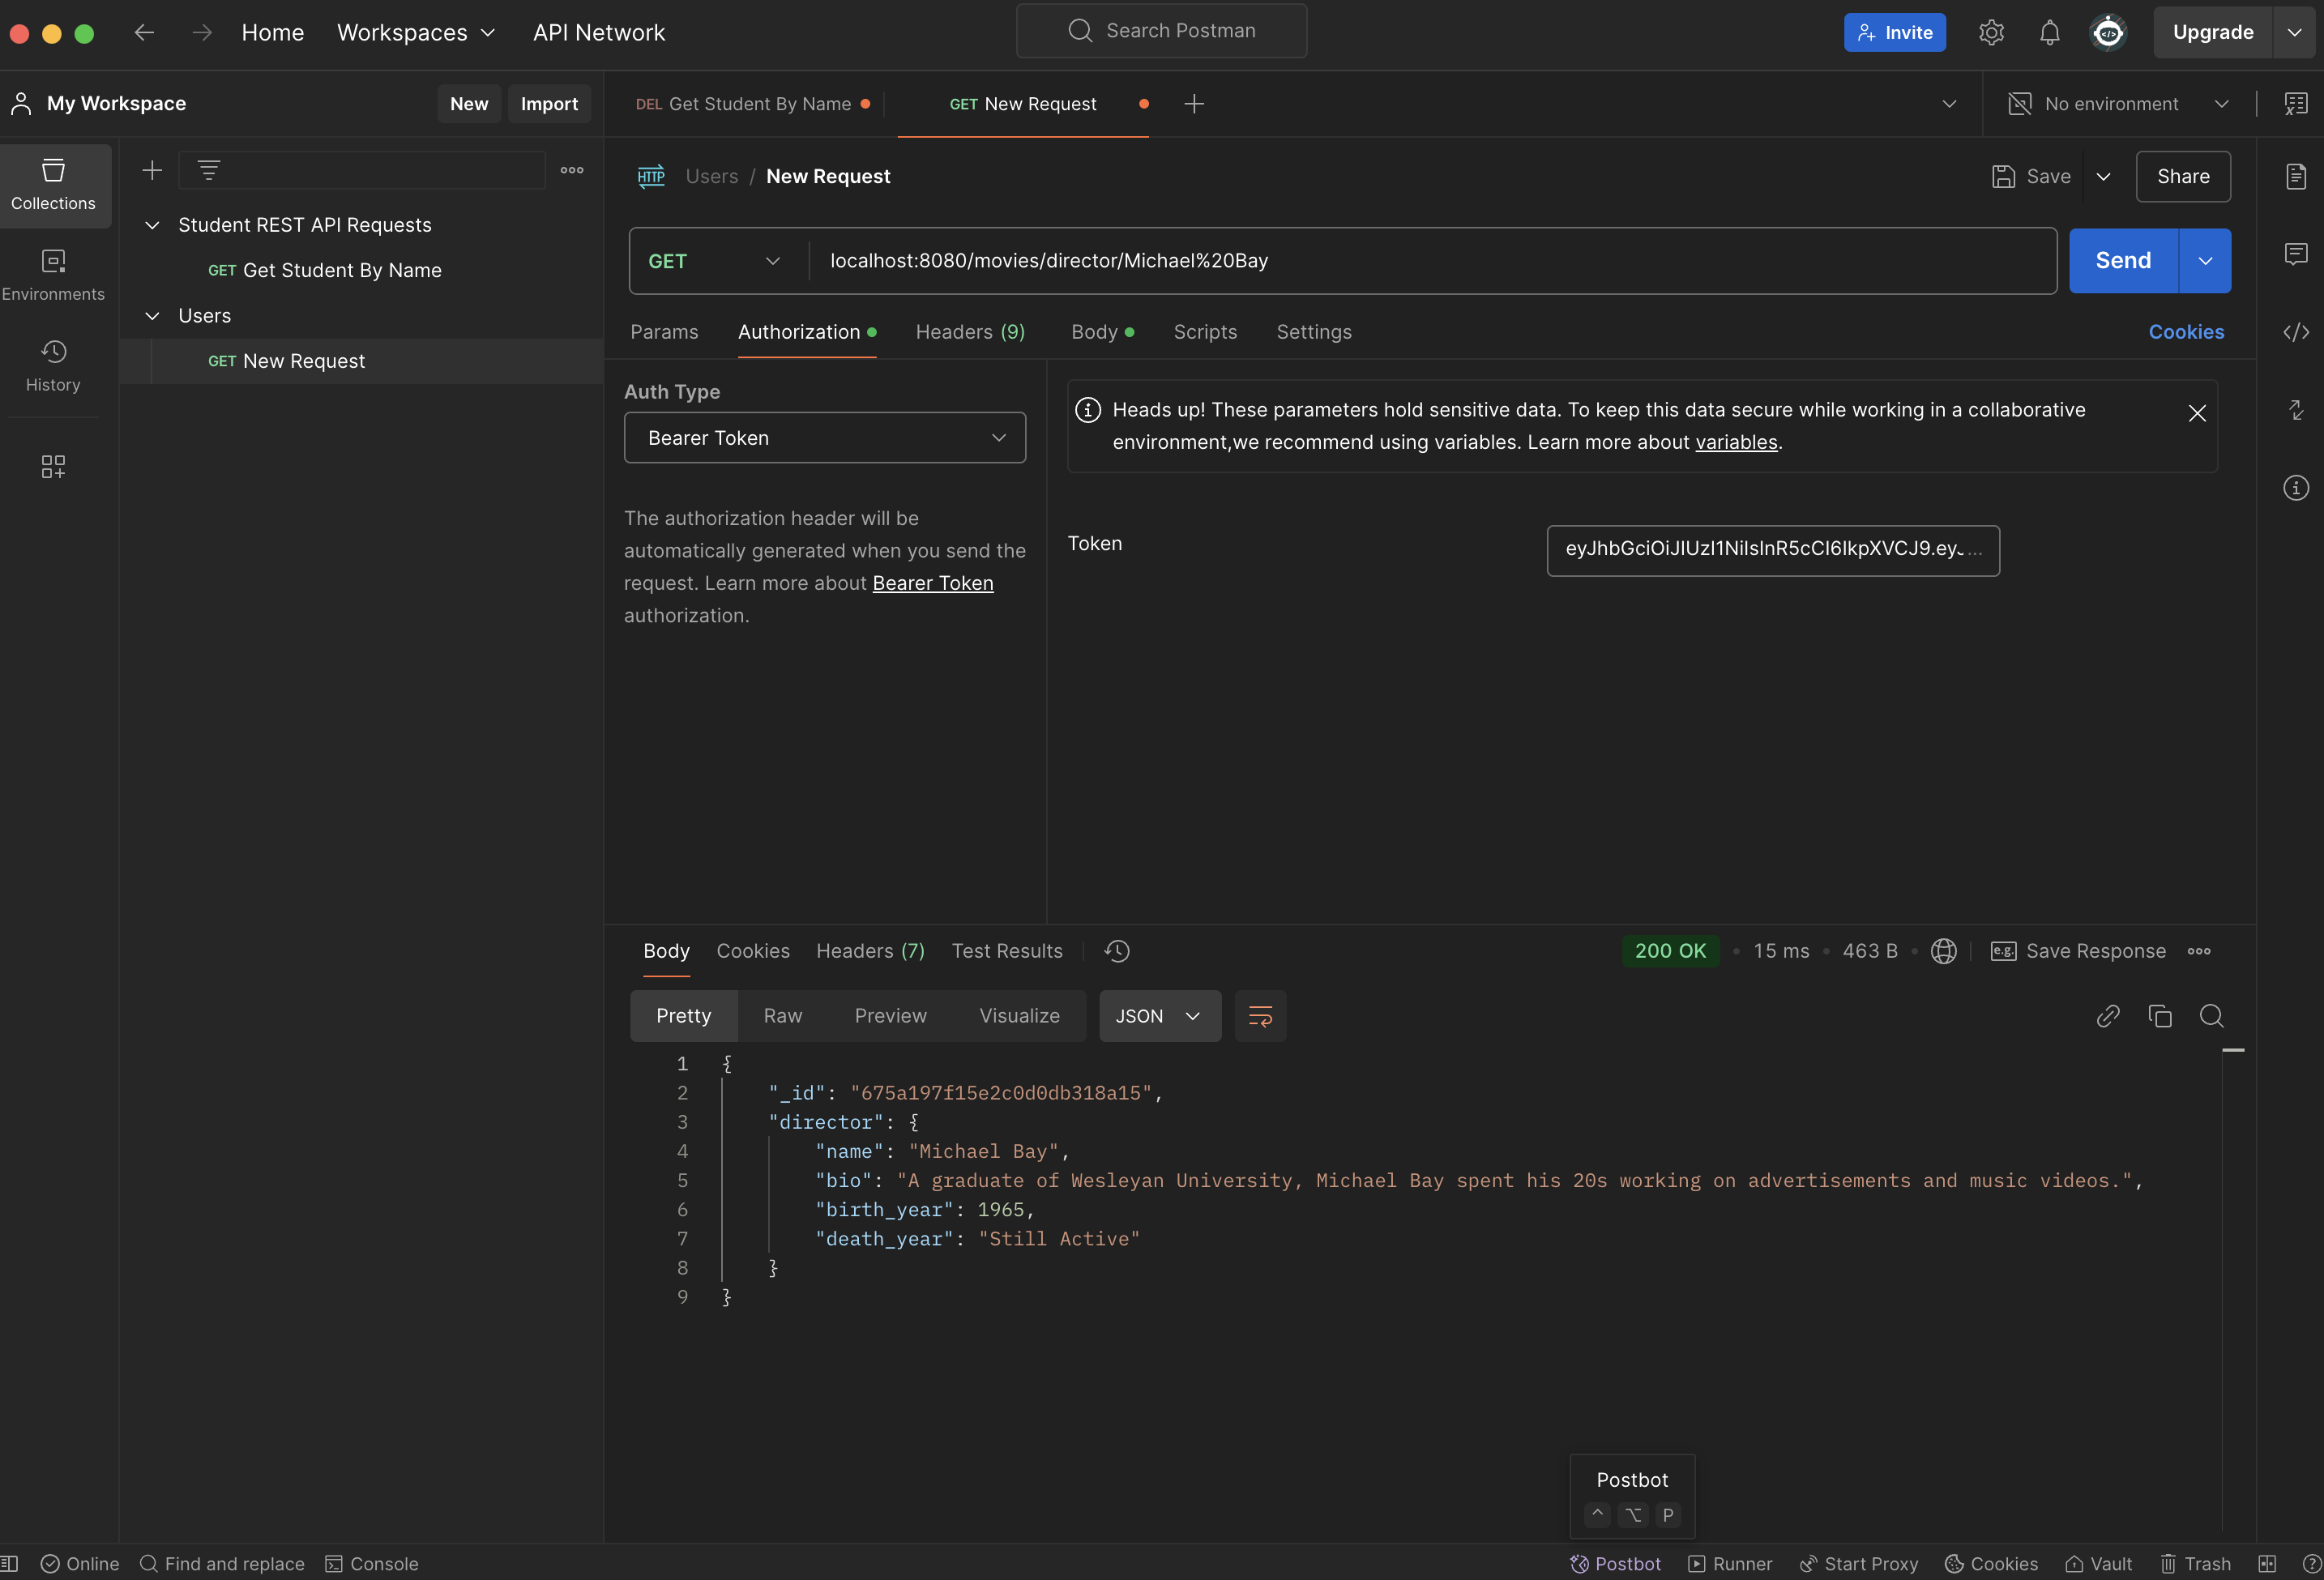 Home
Workspaces
API Network
Search Postman
Invite
Upgrade
My Workspace
New
Import
DEL Get Student By Name
GET New Request
No environment
Collections
Environments
History
Student REST API Requests
GET Get Student By Name
Users
GET New Request
HTTP
Users / New Request
Save
Share
GET
localhost:8080/movies/director/Michael%20Bay
Send
Params
Authorization
Headers (9)
Body
Scripts
Settings
Cookies
Auth Type
Bearer Token
The authorization header will be
automatically generated when you send the
request. Learn more about Bearer Token
authorization.
Heads up! These parameters hold sensitive data. To keep this data secure while working in a collaborative
environment,we recommend using variables. Learn more about variables.
Token
Body
Cookies
Headers (7)
Test Results
200 OK
15 ms
463 B
e.g.
Save Response
Pretty
Raw
Preview
Visualize
JSON
1 {
2 "_id": "675a197f15e2c0d0db318a15",
3 "director": {
4 "name": "Michael Bay",
5 "bio": "A graduate of Wesleyan University, Michael Bay spent his 20s working on advertisements and music videos.",
6 "birth_year": 1965,
7 "death_year": "Still Active"
8 }
9 }
Postbot
^ ⌥ P
Online
Find and replace
Console
Postbot
Runner
Start Proxy
Cookies
Vault
Trash